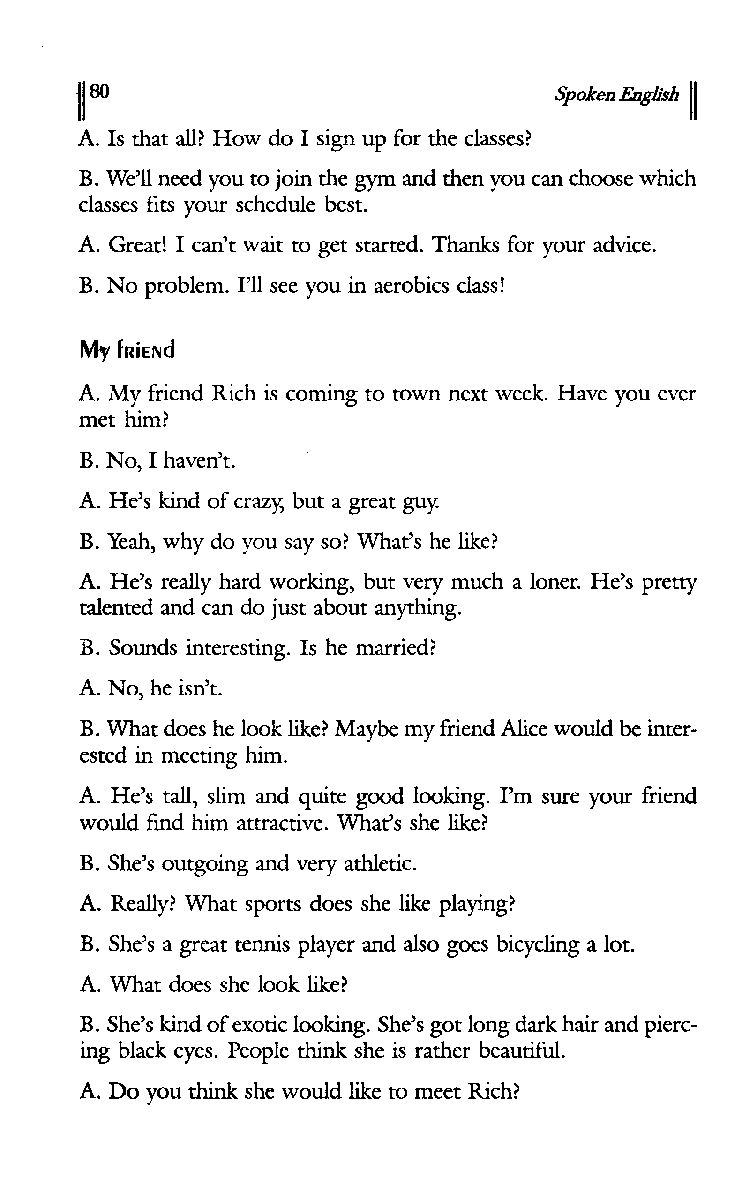 80 Spoken English
A. Is that all? How do I sign up for the classes?
B. We'll need you to join the gym and then you can choose which
classes fits your schedule best.
A. Great! I can't wait to get started. Thanks for your advice.
B. No problem. I'll see you in aerobics class!
My friend
A. My friend Rich is coming to town next week. Have you ever
met him?
B. No, I haven't.
A. He's kind of crazy, but a great guy.
B. Yeah, why do you say so? What's he like?
A. He's really hard working, but very much a loner. He's pretty
talented and can do just about anything.
B. Sounds interesting. Is he married?
A. No, he isn't.
B. What does he look like? Maybe my friend Alice would be inter-
ested in meeting him.
A. He's tall, slim and quite good looking. I'm sure your friend
would find him attractive. What's she like?
B. She's outgoing and very athletic.
A. Really? What sports does she like playing?
B. She's a great tennis player and also goes bicycling a lot.
A. What does she look like?
B. She's kind of exotic looking. She's got long dark hair and pierc-
ing black eyes. People think she is rather beautiful.
A. Do you think she would like to meet Rich?